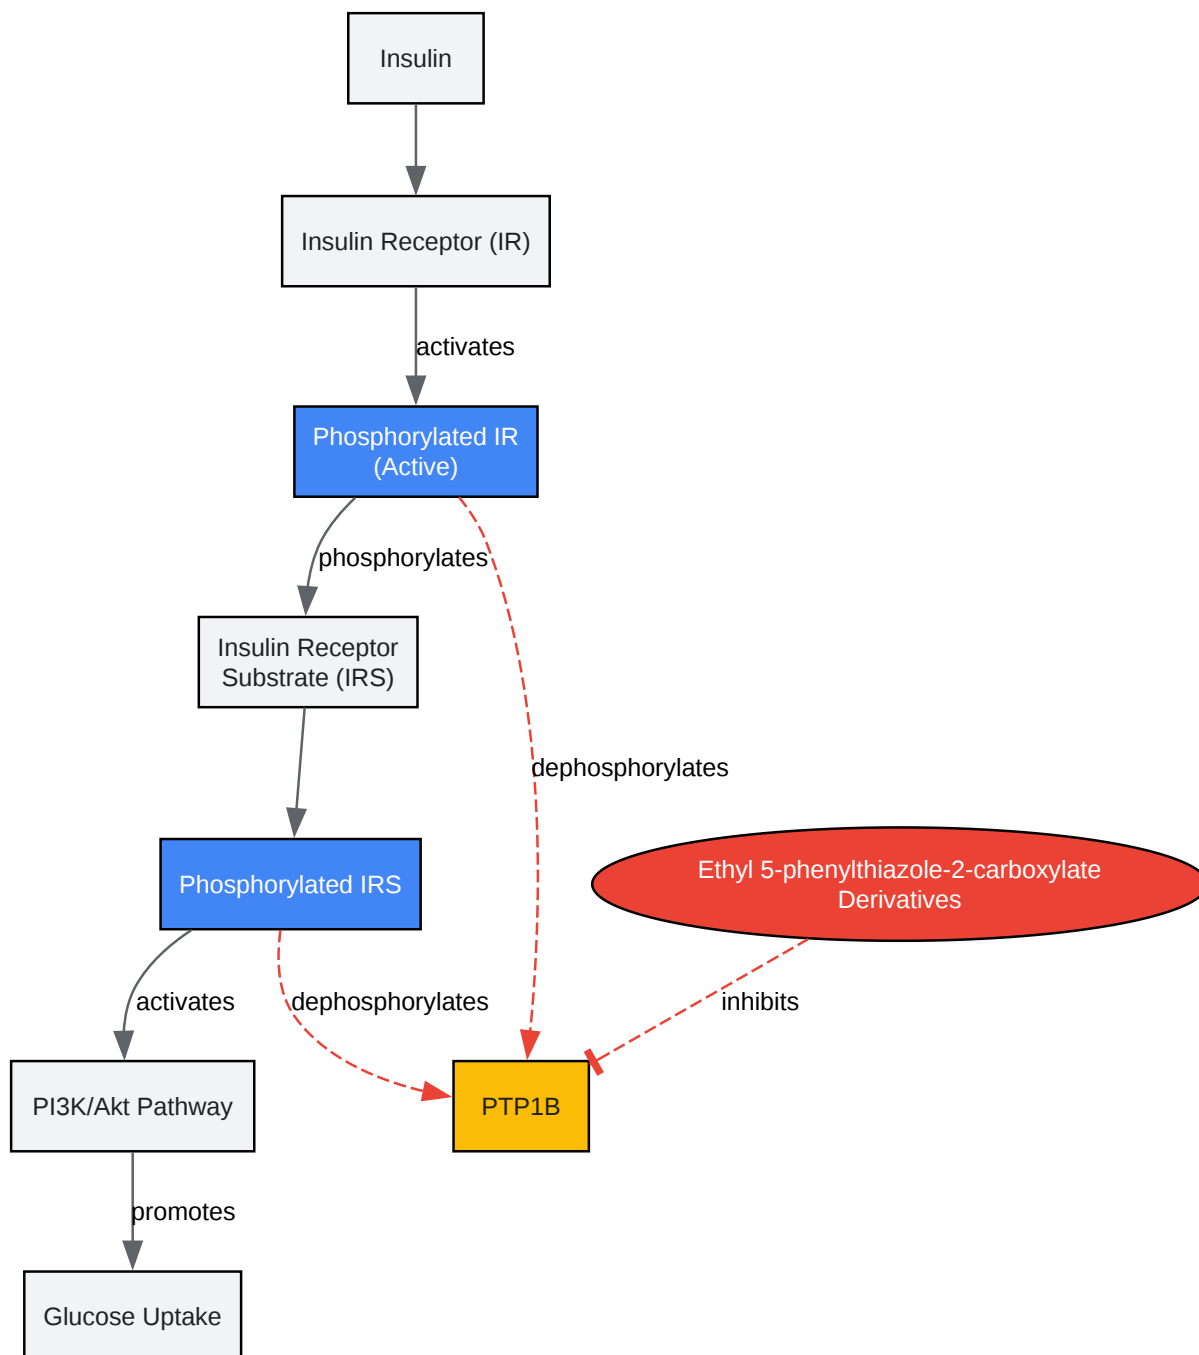 Insulin
Insulin Receptor (IR)
activates
Phosphorylated IR
(Active)
phosphorylates
Insulin Receptor
Substrate (IRS)
dephosphorylates
Phosphorylated IRS
Ethyl 5-phenylthiazole-2-carboxylate
Derivatives
activates
dephosphorylates
inhibits
PI3K/Akt Pathway
PTP1B
promotes
Glucose Uptake